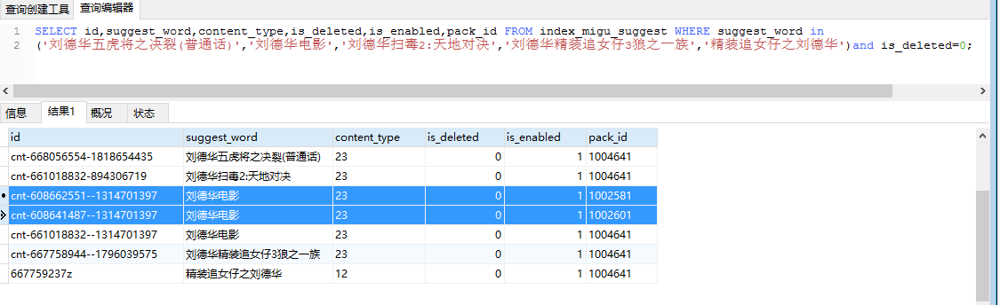 查询创建工具 查询编辑器
1 SELECT id,suggest_word,content_type,is_deleted,is_enabled,pack_id FROM index_migu_suggest WHERE suggest_word in
2 ('刘德华五虎将之决裂(普通话)','刘德华电影','刘德华扫毒2:天地对决','刘德华精装追女仔3狼之一族','精装追女仔之刘德华')and is_deleted=0;
信息 结果1 概况 状态
id suggest_word content_type is_deleted is_enabled pack_id
cnt-668056554-1818654435 刘德华五虎将之决裂(普通话) 23 0 1 1004641
cnt-661018832-894306719 刘德华扫毒2:天地对决 23 0 1 1004641
cnt-608662551--1314701397 刘德华电影 23 0 1 1002581
cnt-608641487--1314701397 刘德华电影 23 0 1 1002601
cnt-661018832--1314701397 刘德华电影 23 0 1 1004641
cnt-667758944--1796039575 刘德华精装追女仔3狼之一族 23 0 1 1004641
667759237z 精装追女仔之刘德华 12 0 1 1004641